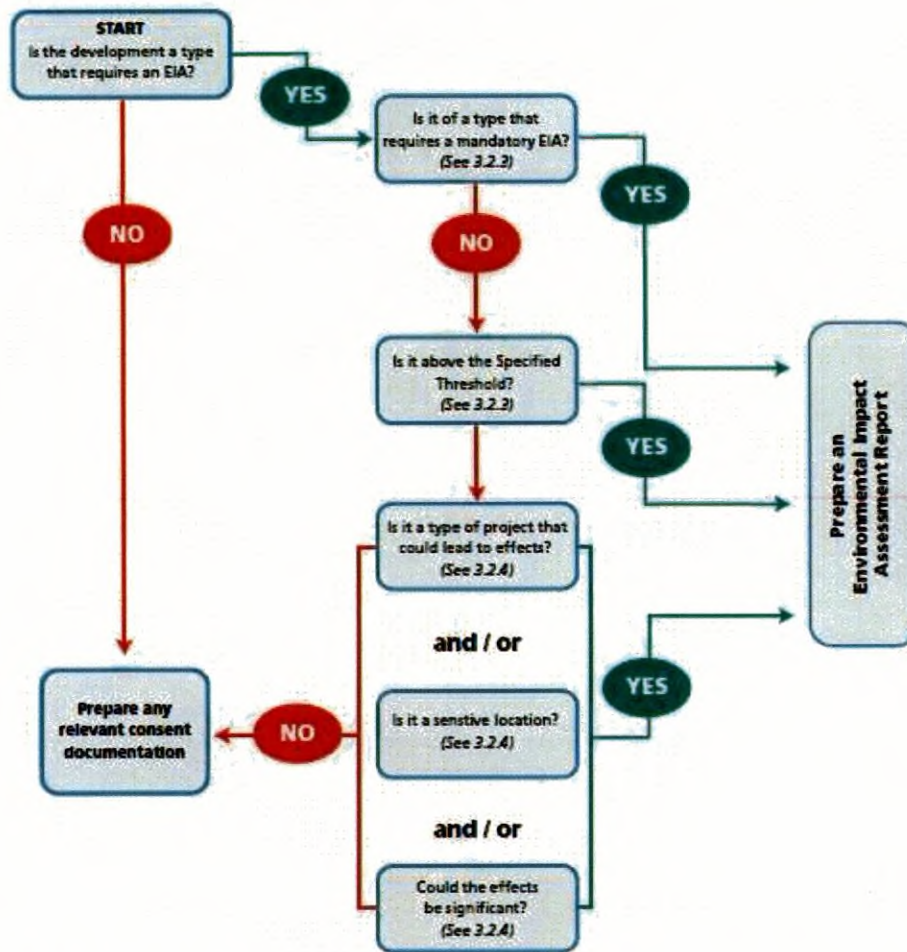 START
Is the development a type
that requires an EIA?
YES
Is it of a type that
requires a mandatory EIA?
(See 3.2.3)
YES
NO
NO
Is it above the Specified
Threshold?
(See 3.2.3)
YES
Prepare an
Environmental Impact
Assessment Report
Is it a type of project that
could lead to effects?
(See 3.2.4)
and / or
YES
Prepare any
relevant consent
documentation
NO
Is it a senstive location?
(See 3.2.4)
and / or
Could the effects
be significant?
(See 3.2.4)